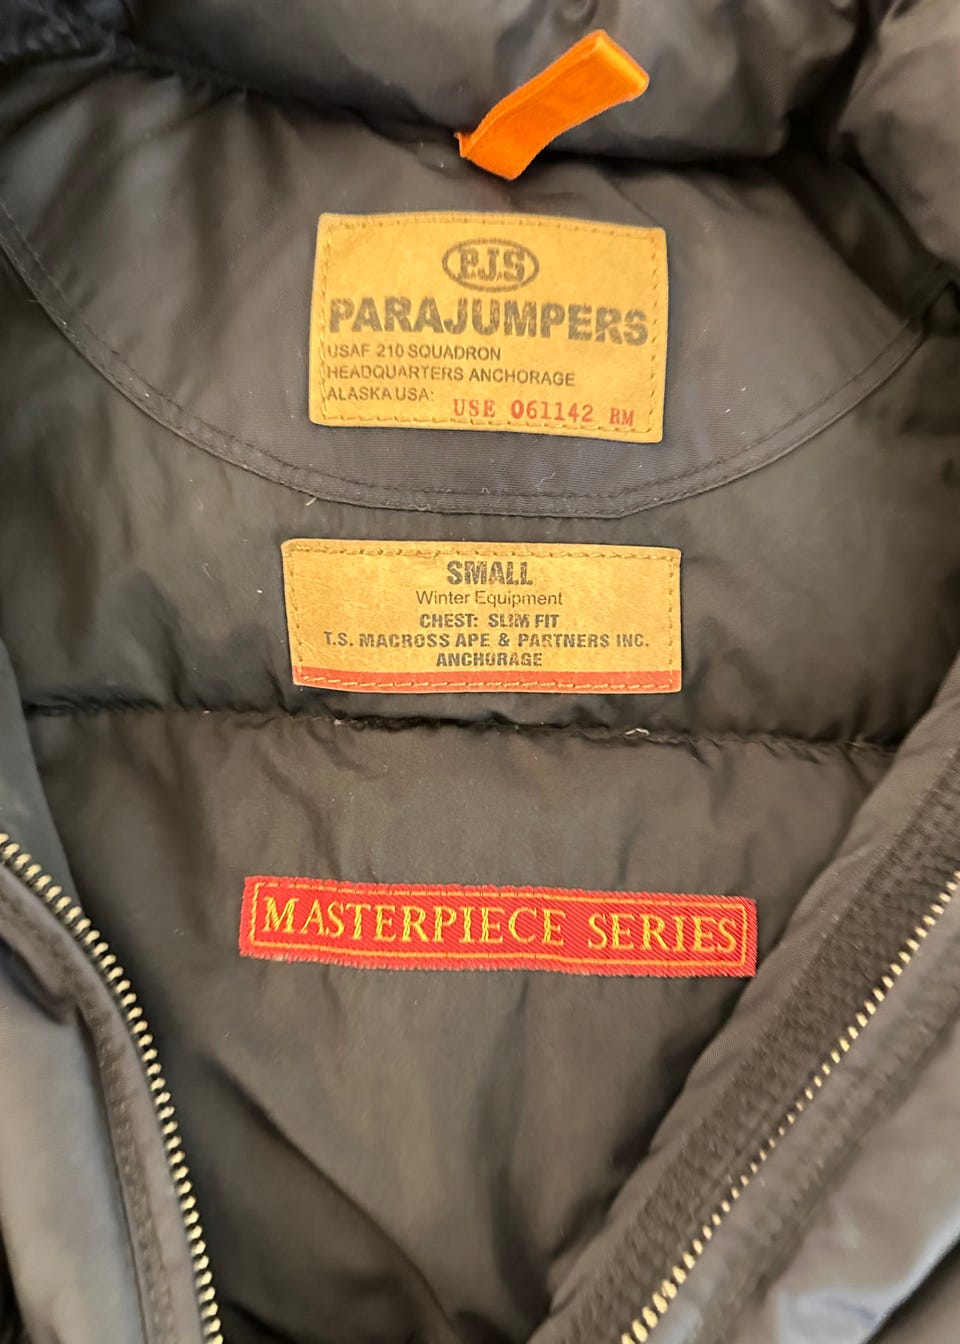 P.J.S
PARAJUMPERS
USAF 210 SQUADRON
HEADQUARTERS ANCHORAGE
ALASKA USA: USE 061142 RM
SMALL
Winter Equipment
CHEST: SLIM FIT
T.S. MACROSS APE & PARTNERS INC.
ANCHORAGE
MASTERPIECE SERIES